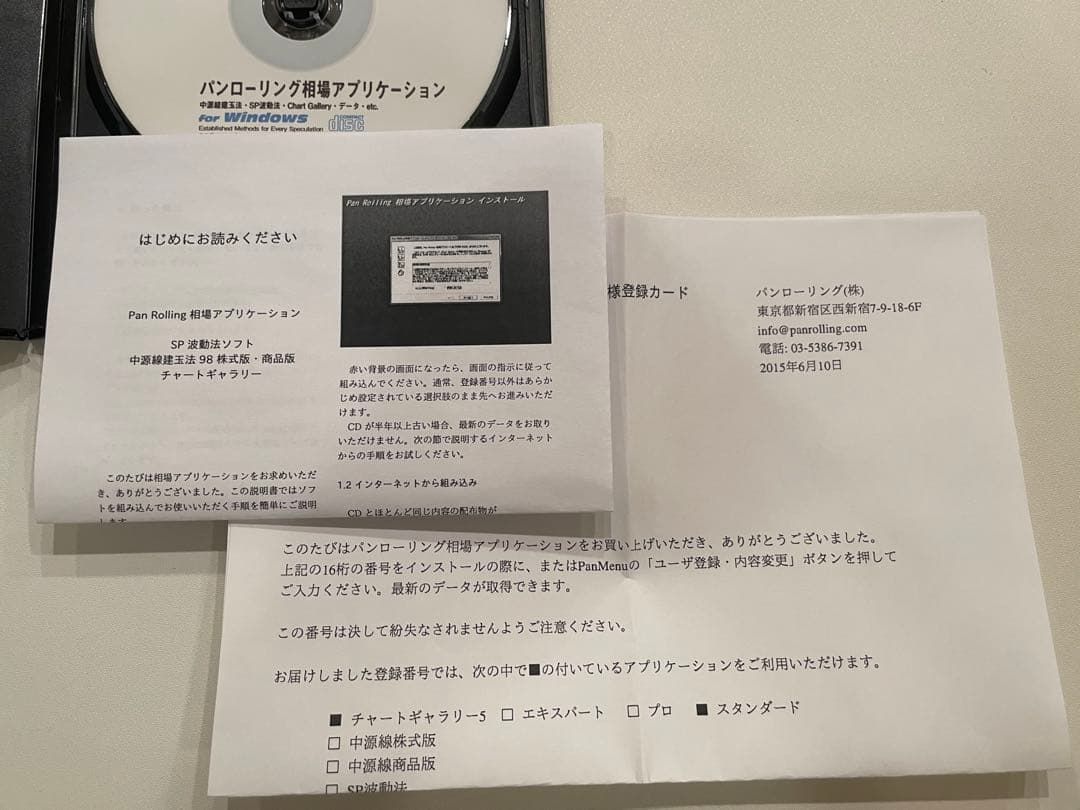 パンローリング相場アプリケーション
中源線建玉法・SP波動法・Chart Gallery・データ・etc.
for Windows
COMPACT
disc
Established Methods for Every Speculation
はじめにお読みください
Pan Rolling 相場アプリケーション
SP 波動法ソフト
中源線建玉法 98 株式版・商品版
チャートギャラリー
このたびは相場アプリケーションをお求めいただ
き、ありがとうございました。この説明書ではソフ
トを組み込んでお使いいただく手順を簡単にご説明
します。
Pan Rolling 相場アプリケーション インストール
赤い背景の画面になったら、画面の指示に従って
組み込んでください。通常、登録番号以外はあらか
じめ設定されている選択肢のまま先へお進みいただ
けます。
CD が半年以上古い場合、最新のデータをお取り
いただけません。次の節で説明するインターネット
からの手順をお試しください。
1.2 インターネットから組み込み
CD とほとんど同じ内容の配布物が
様登録カード
パンローリング(株)
東京都新宿区西新宿7-9-18-6F
info@panrolling.com
電話: 03-5386-7391
2015年6月10日
このたびはパンローリング相場アプリケーションをお買い上げいただき、ありがとうございました。
上記の16桁の番号をインストールの際に、またはPanMenuの「ユーザ登録・内容変更」ボタンを押して
ご入力ください。最新のデータが取得できます。
この番号は決して紛失なされませんようご注意ください。
お届けしました登録番号では、次の中で■の付いているアプリケーションをご利用いただけます。
■ チャートギャラリー5 □ エキスパート □ プロ ■ スタンダード
□ 中源線株式版
□ 中源線商品版
□ SP波動法